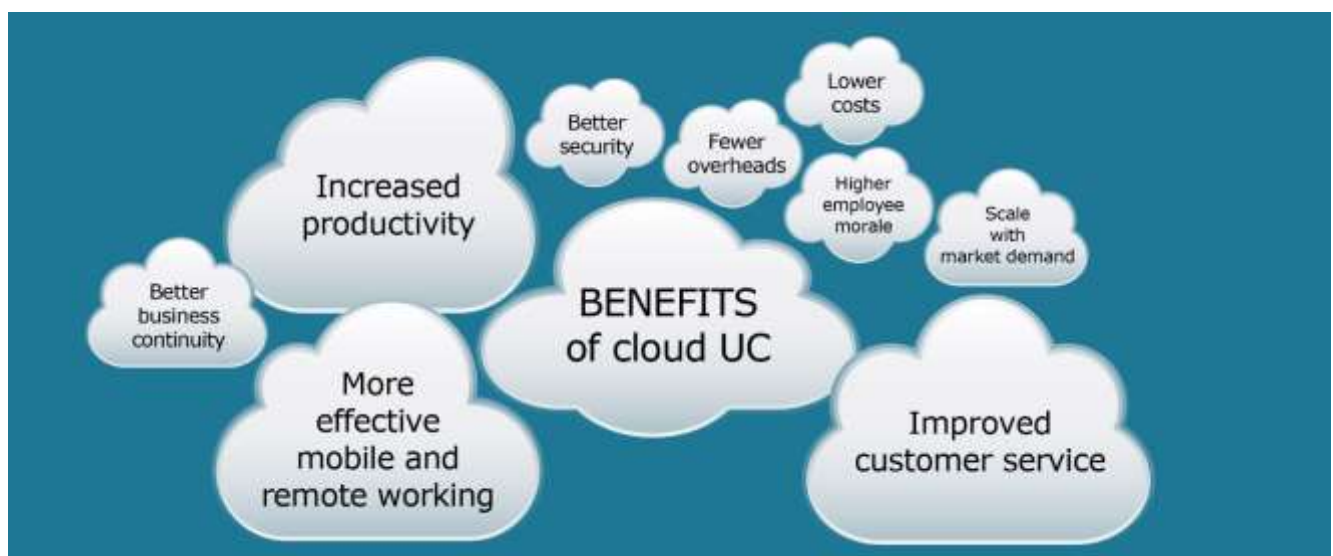 Lower
costs
Better
security
Fewer
overheads
Increased
productivity
Higher
employee
morale
Scale
with
market demand
Better
business
continuity
BENEFITS
of cloud UC
More
effective
mobile and
remote working
Improved
customer service